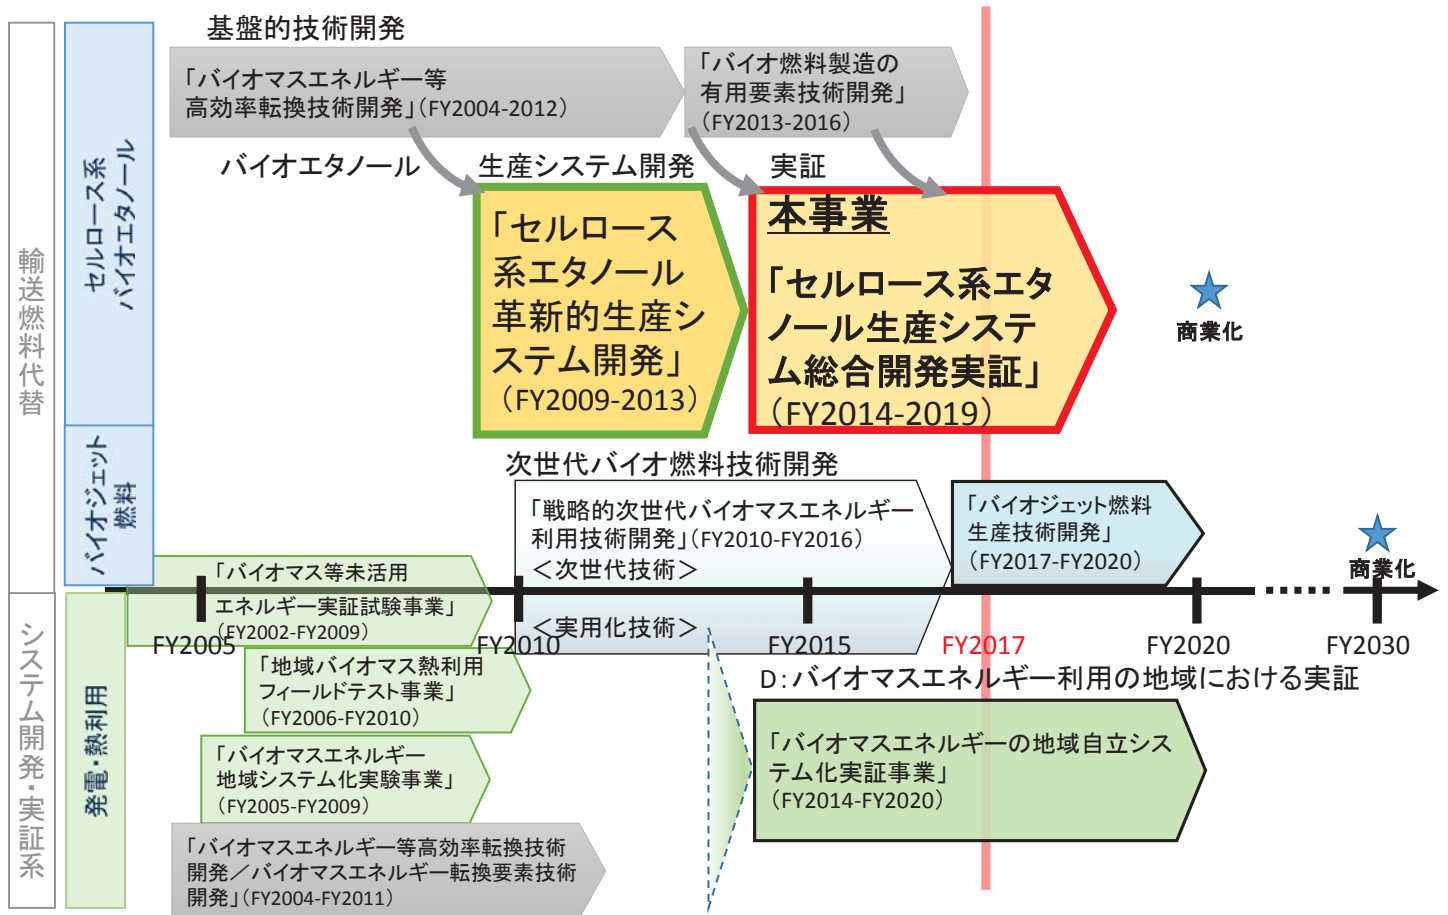 輸送燃料代替
セルロース系
バイオエタノール
バイオジェット
燃料
システム開発・実証系
発電・熱利用
基盤的技術開発
「バイオマスエネルギー等
高効率転換技術開発」(FY2004-2012)
「バイオ燃料製造の
有用要素技術開発」
(FY2013-2016)
バイオエタノール
生産システム開発
実証
「セルロース
系エタノール
革新的生産シ
ステム開発」
(FY2009-2013)
本事業
「セルロース系エタ
ノール生産システ
ム総合開発実証」
(FY2014-2019)
商業化
次世代バイオ燃料技術開発
「戦略的次世代バイオマスエネルギー
利用技術開発」(FY2010-FY2016)
＜次世代技術＞
＜実用化技術＞
「バイオジェット燃料
生産技術開発」
(FY2017-FY2020)
商業化
「バイオマス等未活用
エネルギー実証試験事業」
(FY2002-FY2009)
FY2005
FY2010
FY2015
FY2017
FY2020
FY2030
「地域バイオマス熱利用
フィールドテスト事業」
(FY2006-FY2010)
「バイオマスエネルギー
地域システム化実験事業」
(FY2005-FY2009)
「バイオマスエネルギー等高効率転換技術
開発／バイオマスエネルギー転換要素技術
開発」(FY2004-FY2011)
D：バイオマスエネルギー利用の地域における実証
「バイオマスエネルギーの地域自立シス
テム化実証事業」
(FY2014-FY2020)